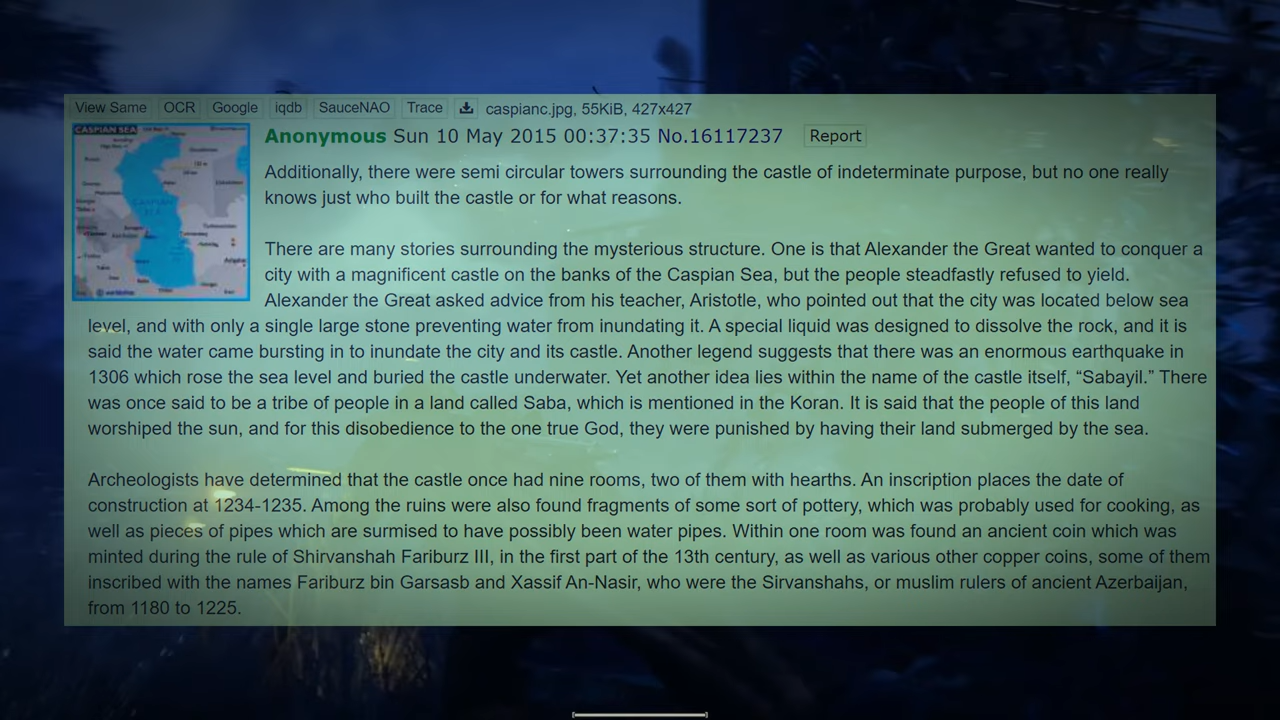 View Same OCR Google iqdb SauceNAO Trace caspianc.jpg, 55KiB, 427x427
CASPIAN SEA
Anonymous Sun 10 May 2015 00:37:35 No.16117237 Report
Additionally, there were semi circular towers surrounding the castle of indeterminate purpose, but no one really
knows just who built the castle or for what reasons.
There are many stories surrounding the mysterious structure. One is that Alexander the Great wanted to conquer a
city with a magnificent castle on the banks of the Caspian Sea, but the people steadfastly refused to yield.
Alexander the Great asked advice from his teacher, Aristotle, who pointed out that the city was located below sea
level, and with only a single large stone preventing water from inundating it. A special liquid was designed to dissolve the rock, and it is
said the water came bursting in to inundate the city and its castle. Another legend suggests that there was an enormous earthquake in
1306 which rose the sea level and buried the castle underwater. Yet another idea lies within the name of the castle itself, “Sabayil.” There
was once said to be a tribe of people in a land called Saba, which is mentioned in the Koran. It is said that the people of this land
worshiped the sun, and for this disobedience to the one true God, they were punished by having their land submerged by the sea.
Archeologists have determined that the castle once had nine rooms, two of them with hearths. An inscription places the date of
construction at 1234-1235. Among the ruins were also found fragments of some sort of pottery, which was probably used for cooking, as
well as pieces of pipes which are surmised to have possibly been water pipes. Within one room was found an ancient coin which was
minted during the rule of Shirvanshah Fariburz III, in the first part of the 13th century, as well as various other copper coins, some of them
inscribed with the names Fariburz bin Garsasb and Xassif An-Nasir, who were the Sirvanshahs, or muslim rulers of ancient Azerbaijan,
from 1180 to 1225.